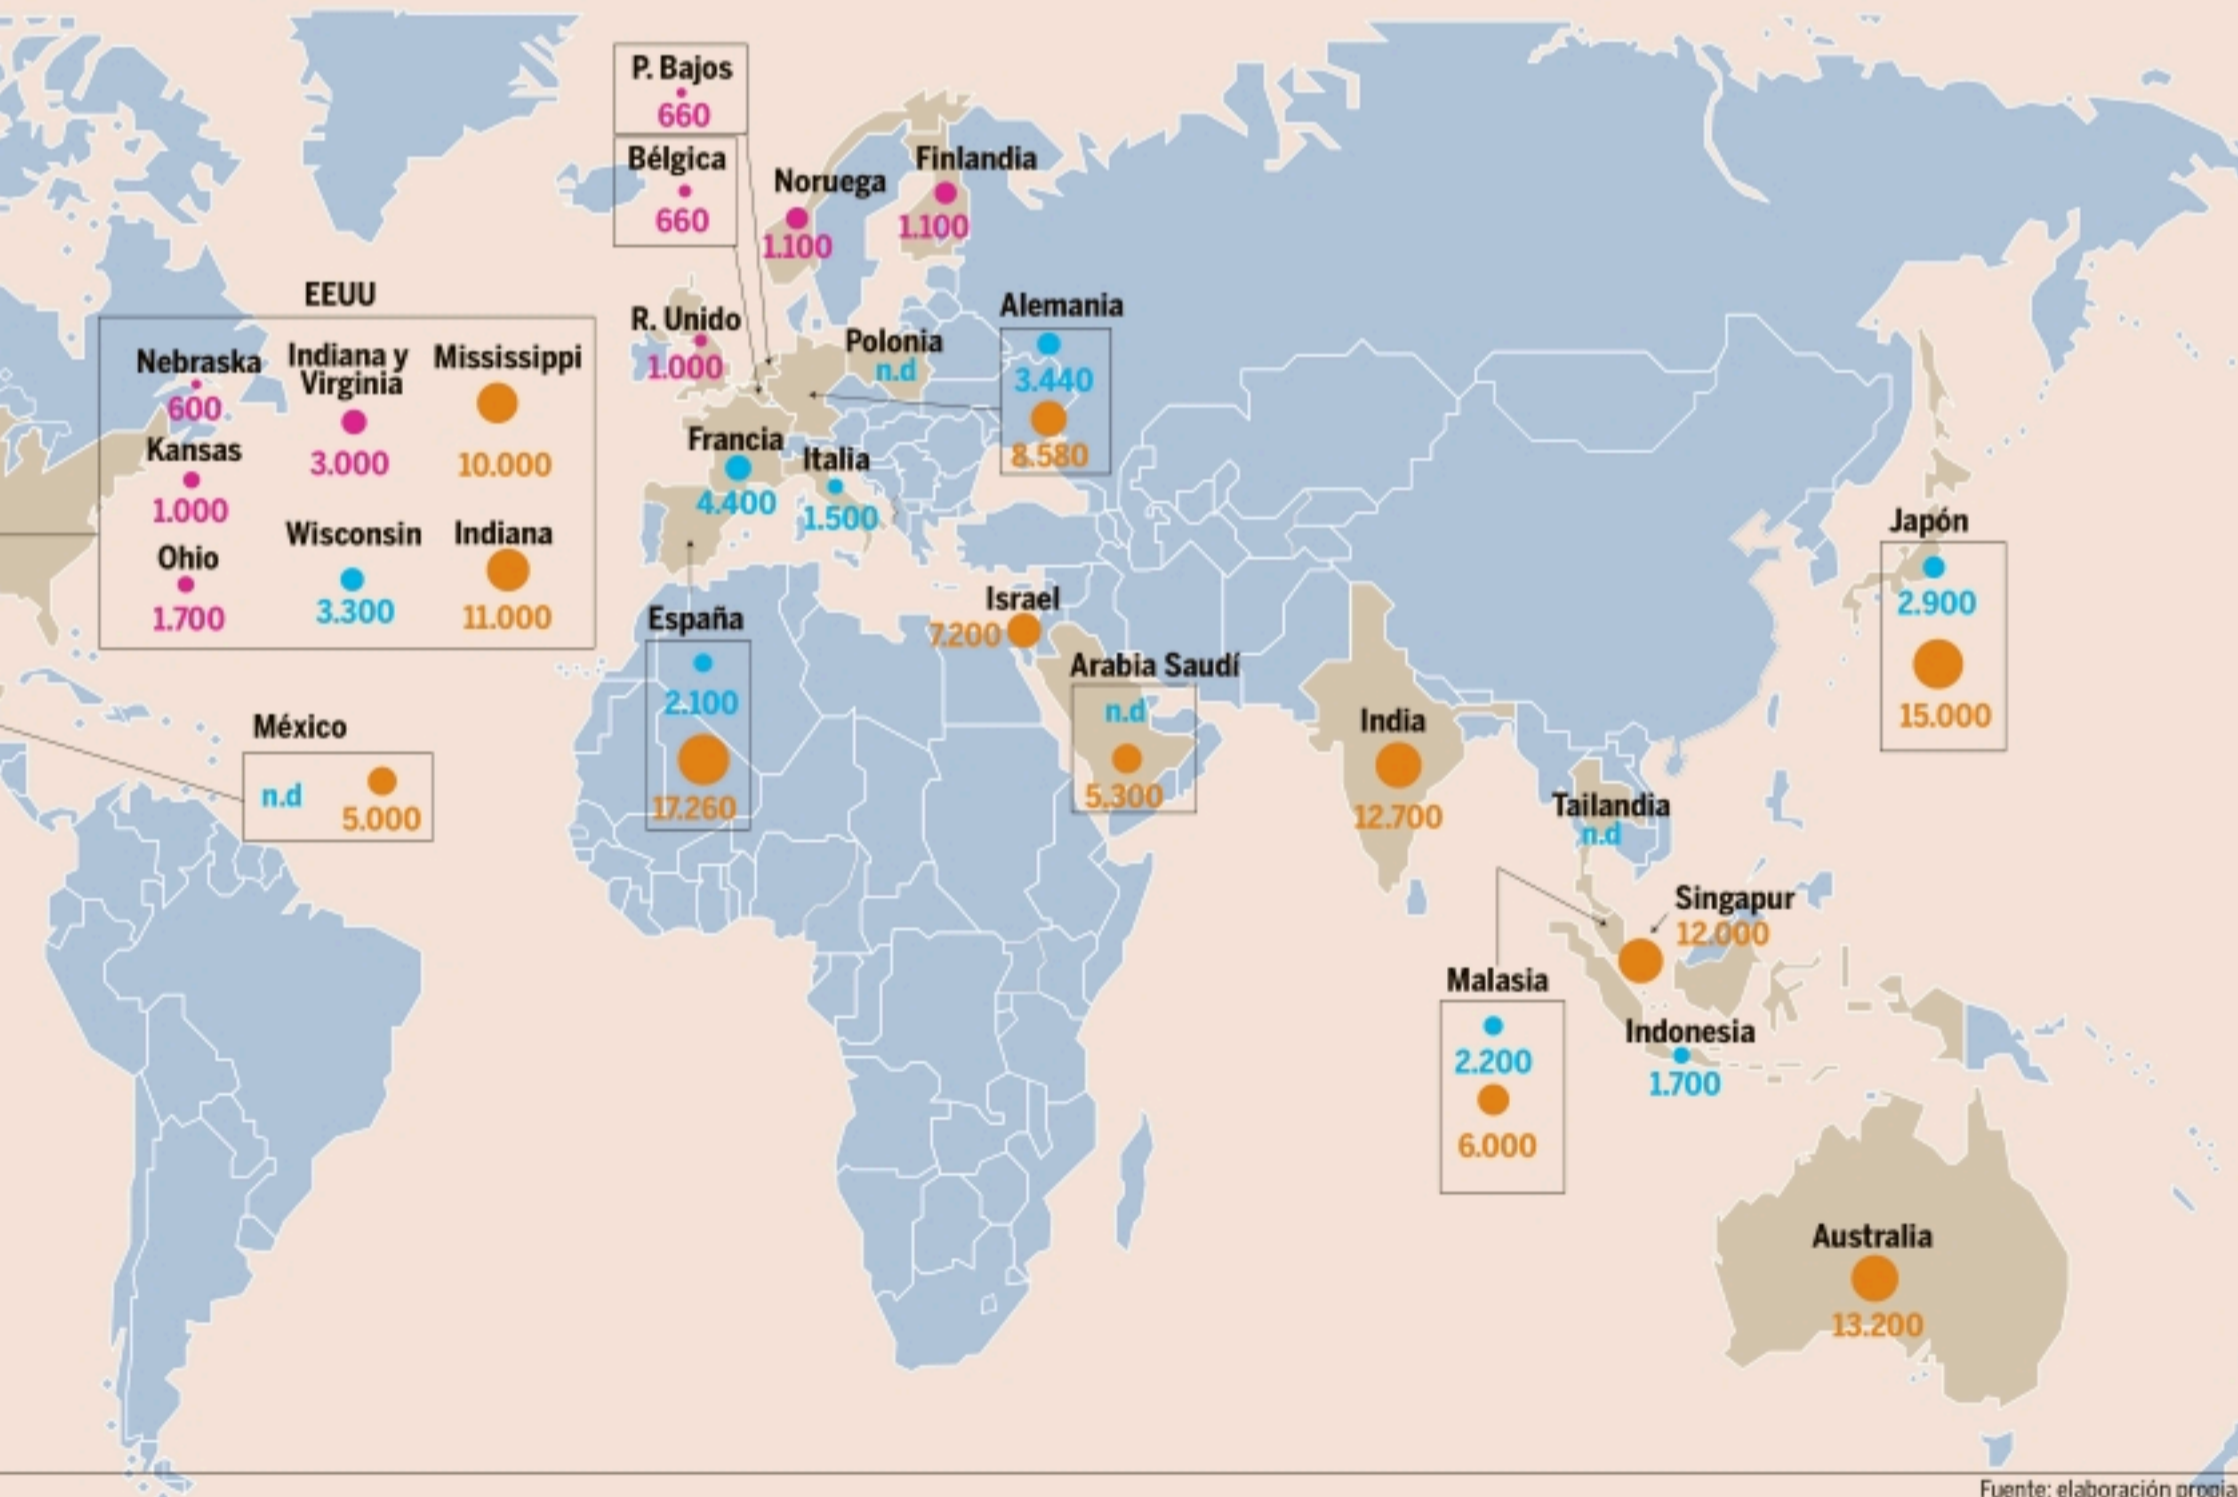 P. Bajos
660
Bélgica
660
Noruega
1.100
Finlandia
1.100
EEUU
Nebraska
600
Kansas
1.000
Ohio
1.700
Indiana y
Virginia
3.000
Wisconsin
3.300
Mississippi
10.000
Indiana
11.000
R. Unido
1.000
Polonia
n.d
Alemania
3.440
8.580
Francia
4.400
Italia
1.500
España
2.100
17.260
Israel
7.200
Arabia Saudí
n.d
5.300
México
n.d
5.000
India
12.700
Japón
2.900
15.000
Tailandia
n.d
Singapur
12.000
Malasia
2.200
6.000
Indonesia
1.700
Australia
13.200
Fuente: elaboración propia